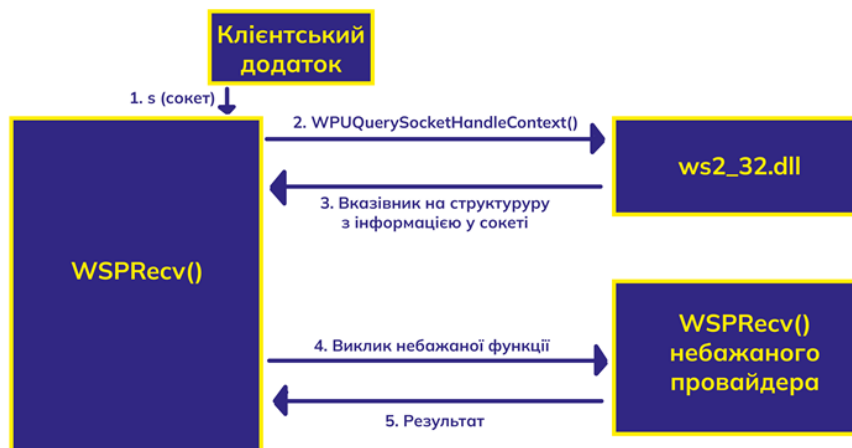 Клієнтський
додаток
1. s (сокет)
2. WPUQuerySocketHandleContext()
ws2_32.dll
3. Вказівник на структуруру
з інформацією у сокеті
WSPRecv()
WSPRecv()
небажаного
провайдера
4. Виклик небажаної функції
5. Результат